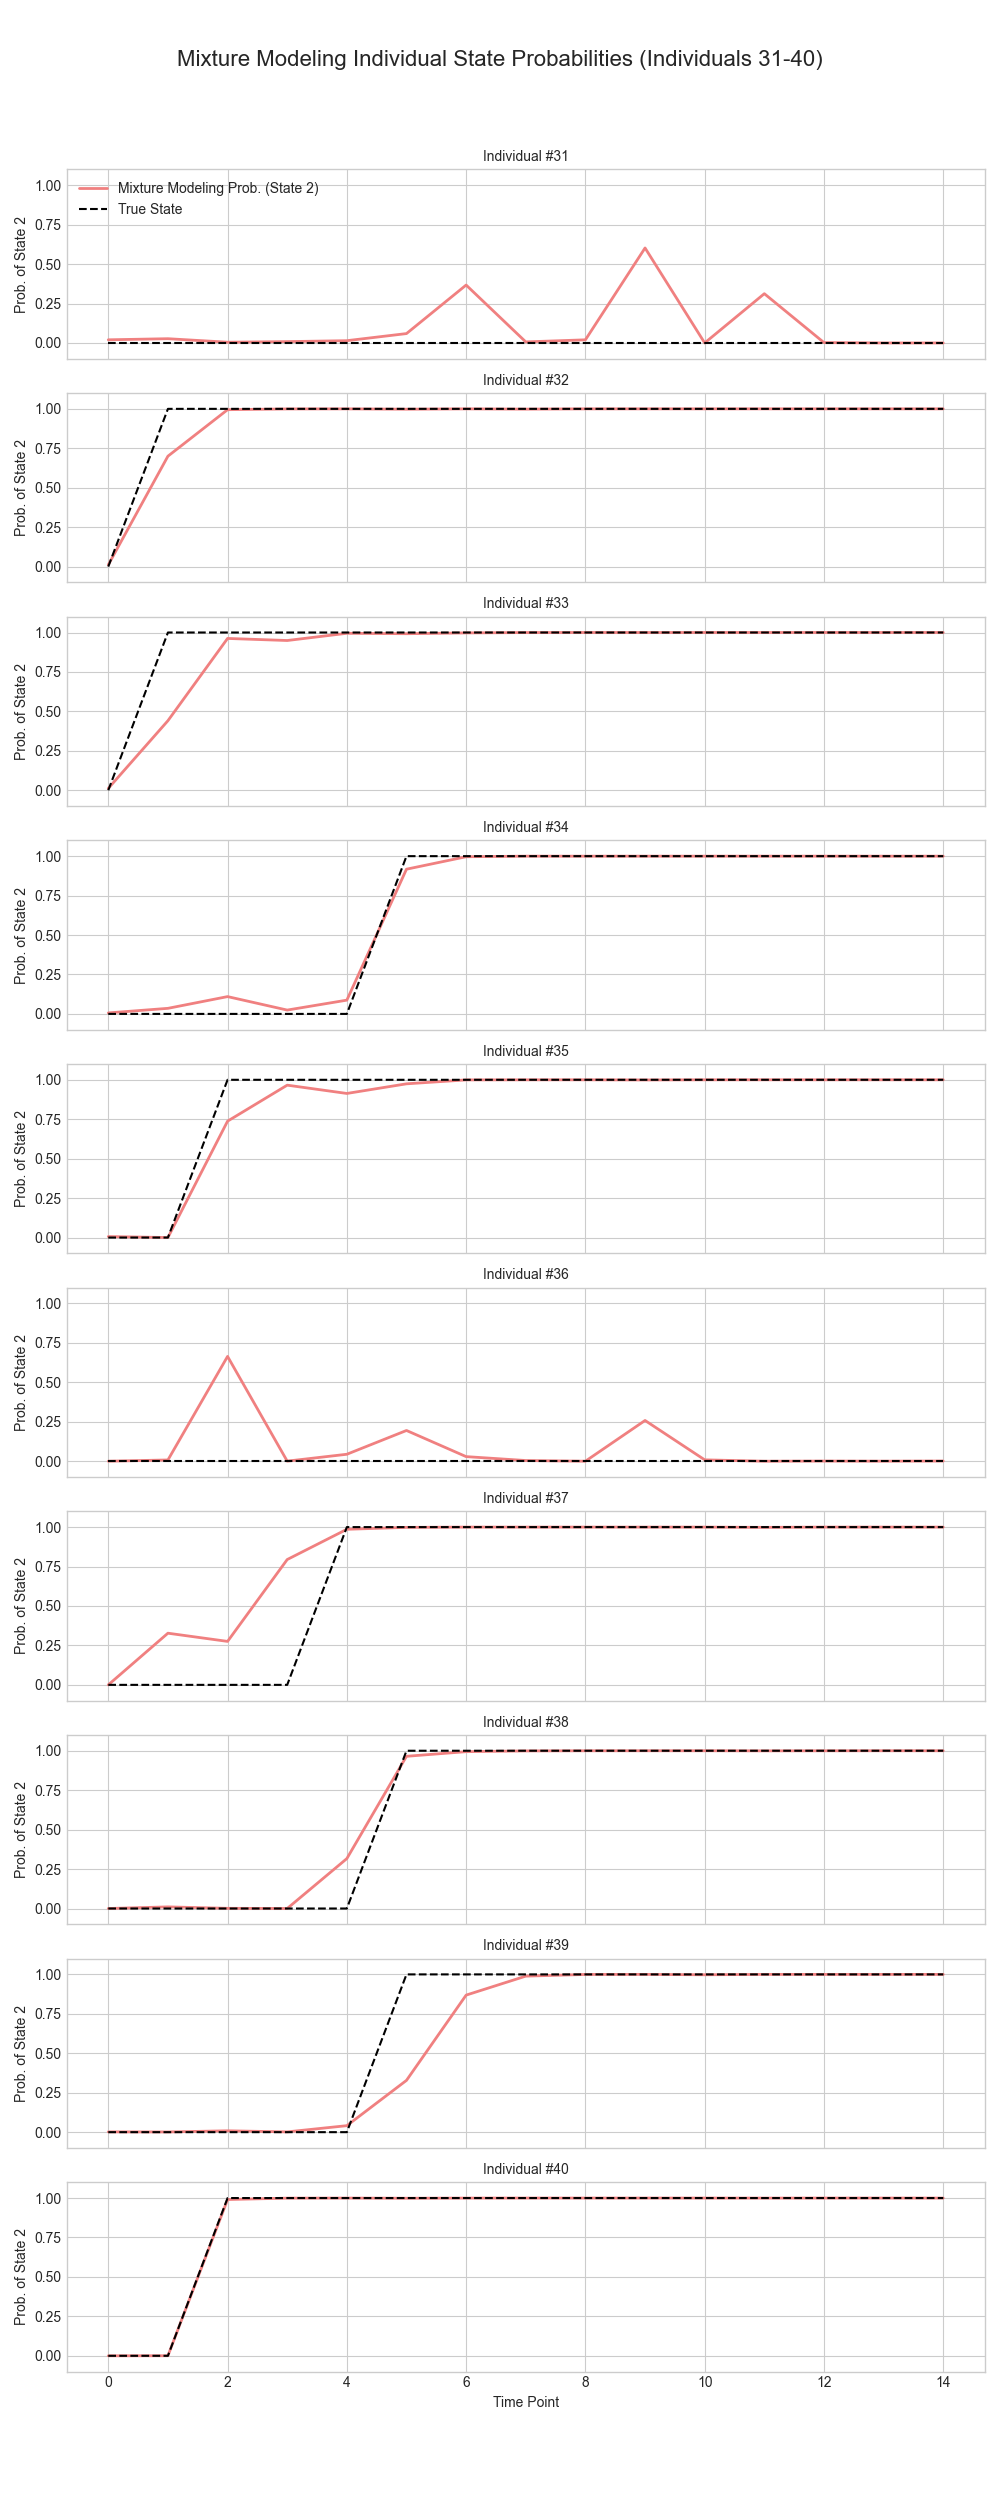 Mixture Modeling Individual State Probabilities (Individuals 31-40)
Individual #31
Mixture Modeling Prob. (State 2)
True State
Prob. of State 2
1.00
0.75
0.50
0.25
0.00
Individual #32
Prob. of State 2
1.00
0.75
0.50
0.25
0.00
Individual #33
Prob. of State 2
1.00
0.75
0.50
0.25
0.00
Individual #34
Prob. of State 2
1.00
0.75
0.50
0.25
0.00
Individual #35
Prob. of State 2
1.00
0.75
0.50
0.25
0.00
Individual #36
Prob. of State 2
1.00
0.75
0.50
0.25
0.00
Individual #37
Prob. of State 2
1.00
0.75
0.50
0.25
0.00
Individual #38
Prob. of State 2
1.00
0.75
0.50
0.25
0.00
Individual #39
Prob. of State 2
1.00
0.75
0.50
0.25
0.00
Individual #40
Prob. of State 2
1.00
0.75
0.50
0.25
0.00
0 2 4 6 8 10 12 14
Time Point